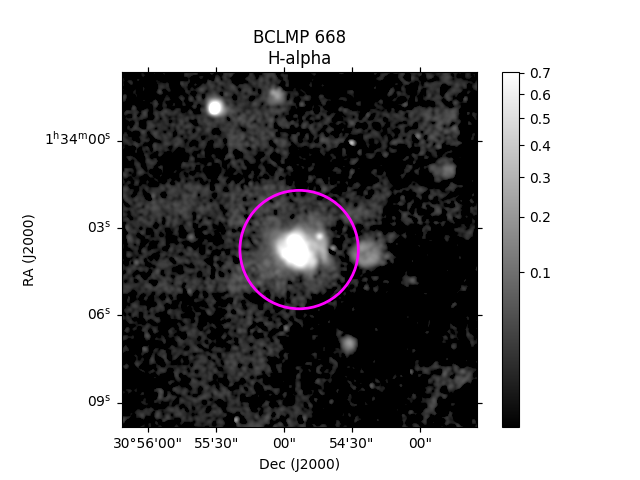 BCLMP 668
H-alpha
0.7
0.6
0.5
0.4
0.3
0.2
0.1
1ʰ34ᵐ00ˢ
03ˢ
06ˢ
09ˢ
RA (J2000)
30°56'00" 55'30" 00" 54'30" 00"
Dec (J2000)